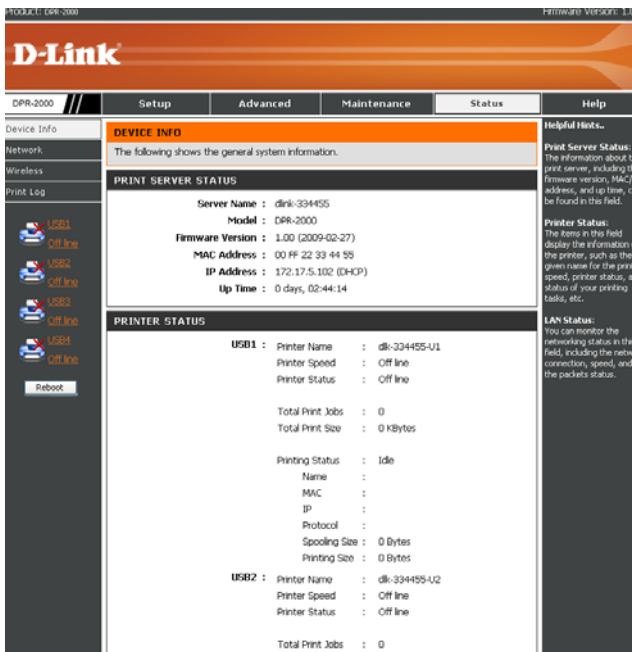 Product: DPR-2000
Firmware Version: 1.0
D-Link
DPR-2000
Setup
Advanced
Maintenance
Status
Help
Device Info
Network
Wireless
Print Log
USB1
Off line
USB2
Off line
USB3
Off line
USB4
Off line
Reboot
DEVICE INFO
The following shows the general system information.
PRINT SERVER STATUS
Server Name : dlink-334455
Model : DPR-2000
Firmware Version : 1.00 (2009-02-27)
MAC Address : 00 FF 22 33 44 55
IP Address : 172.17.5.102 (DHCP)
Up Time : 0 days, 02:44:14
PRINTER STATUS
USB1 : Printer Name : dlk-334455-U1
Printer Speed : Off line
Printer Status : Off line
Total Print Jobs : 0
Total Print Size : 0 KBytes
Printing Status : Idle
Name :
MAC :
IP :
Protocol :
Spooling Size : 0 Bytes
Printing Size : 0 Bytes
USB2 : Printer Name : dlk-334455-U2
Printer Speed : Off line
Printer Status : Off line
Total Print Jobs : 0
Helpful Hints..
Print Server Status:
The information about t
print server, including th
firmware version, MAC/
address, and up time, c
be found in this field.
Printer Status:
The items in this field
display the information
the printer, such as the
given name for the prin
speed, printer status, a
status of your printing
tasks, etc.
LAN Status:
You can monitor the
networking status in the
field, including the netw
connection, speed, and
the packets status.